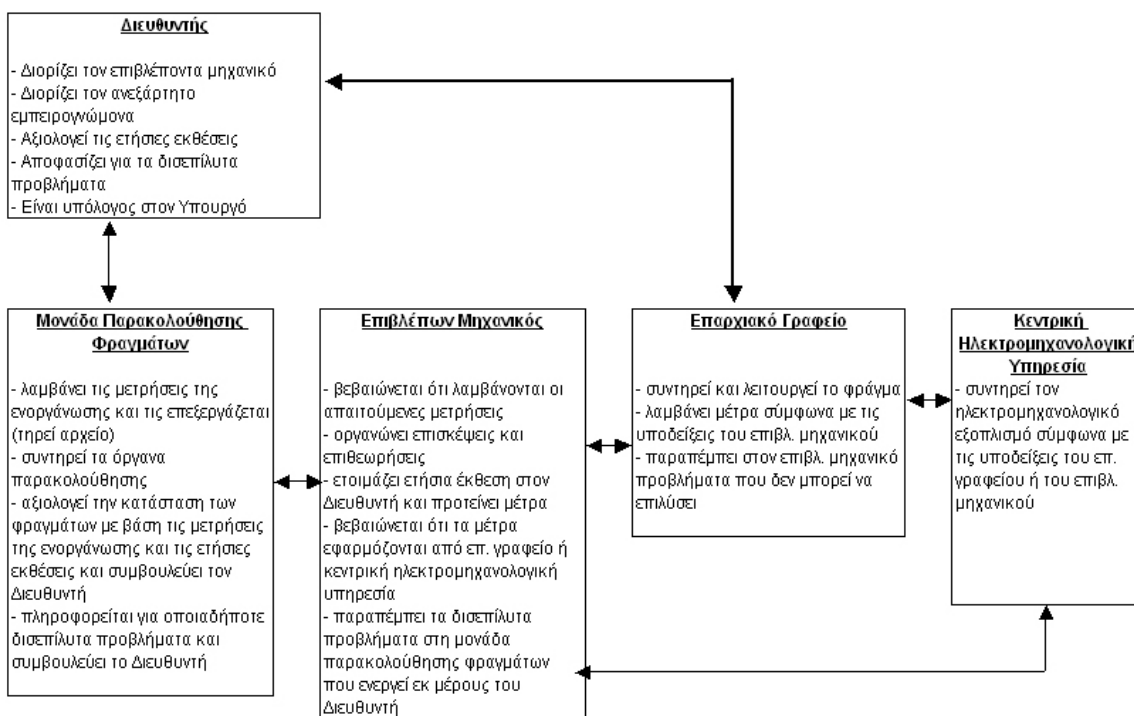 Διευθυντής
- Διορίζει τον επιβλέποντα μηχανικό
- Διορίζει τον ανεξάρτητο
εμπειρογνώμονα
- Αξιολογεί τις ετήσιες εκθέσεις
- Αποφασίζει για τα δισεπίλυτα
προβλήματα
- Είναι υπόλογος στον Υπουργό
Μονάδα Παρακολούθησης
Φραγμάτων
- λαμβάνει τις μετρήσεις της
ενοργάνωσης και τις επεξεργάζεται
(τηρεί αρχείο)
- συντηρεί τα όργανα
παρακολούθησης
- αξιολογεί την κατάσταση των
φραγμάτων με βάση τις μετρήσεις
της ενοργάνωσης και τις ετήσιες
εκθέσεις και συμβουλεύει τον
Διευθυντή
- πληροφορείται για οποιαδήποτε
δισεπίλυτα προβλήματα και
συμβουλεύει το Διευθυντή
Επιβλέπων Μηχανικός
- βεβαιώνεται ότι λαμβάνονται οι
απαιτούμενες μετρήσεις
- οργανώνει επισκέψεις και
επιθεωρήσεις
- ετοιμάζει ετήσια έκθεση στον
Διευθυντή και προτείνει μέτρα
- βεβαιώνεται ότι τα μέτρα
εφαρμόζονται από επ. γραφείο ή
κεντρική ηλεκτρομηχανολογική
υπηρεσία
- παραπέμπει τα δισεπίλυτα
προβλήματα στη μονάδα
παρακολούθησης φραγμάτων
που ενεργεί εκ μέρους του
Διευθυντή
Επαρχιακό Γραφείο
- συντηρεί και λειτουργεί το φράγμα
- λαμβάνει μέτρα σύμφωνα με τις
υποδείξεις του επιβλ. μηχανικού
- παραπέμπει στον επιβλ. μηχανικό
προβλήματα που δεν μπορεί να
επιλύσει
Κεντρική
Ηλεκτρομηχανολογική
Υπηρεσία
- συντηρεί τον
ηλεκτρομηχανολογικό
εξοπλισμό σύμφωνα με
τις υποδείξεις του επ.
γραφείου ή του επιβλ.
μηχανικού